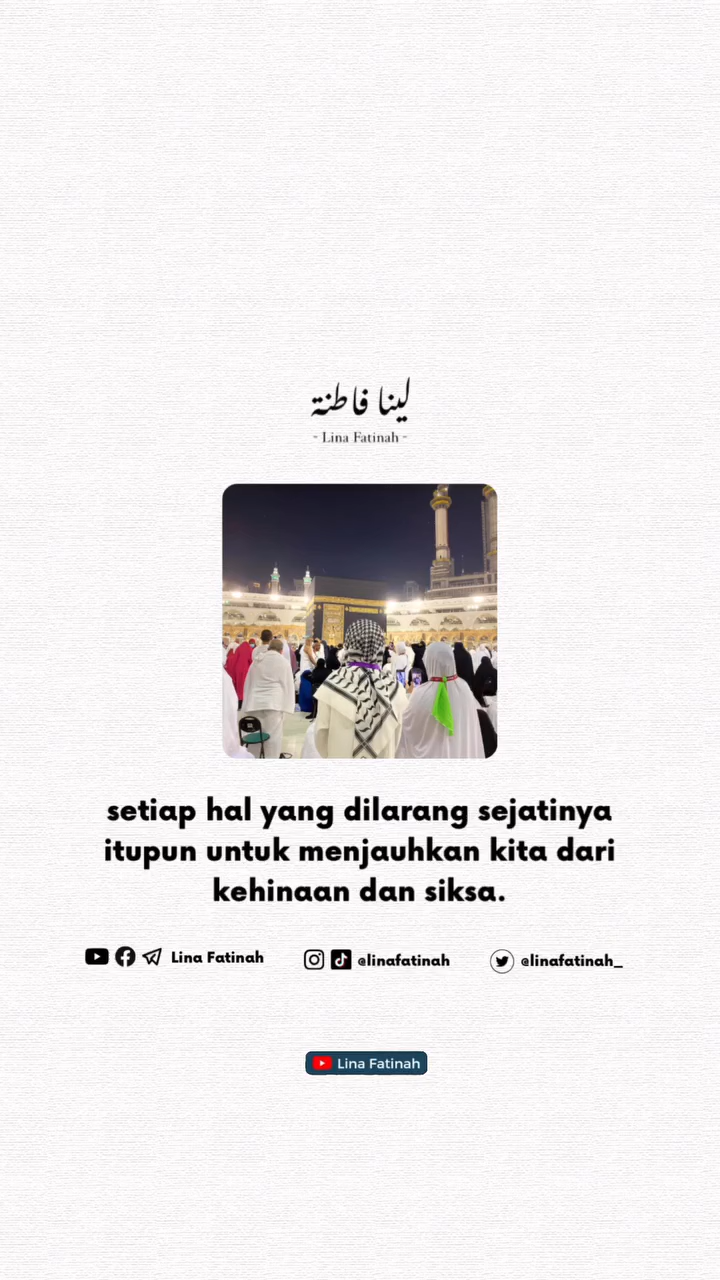 لينا فاطنة
- Lina Fatinah -
setiap hal yang dilarang sejatinya
itupun untuk menjauhkan kita dari
kehinaan dan siksa.
Lina Fatinah @linafatinah @linafatinah_
Lina Fatinah